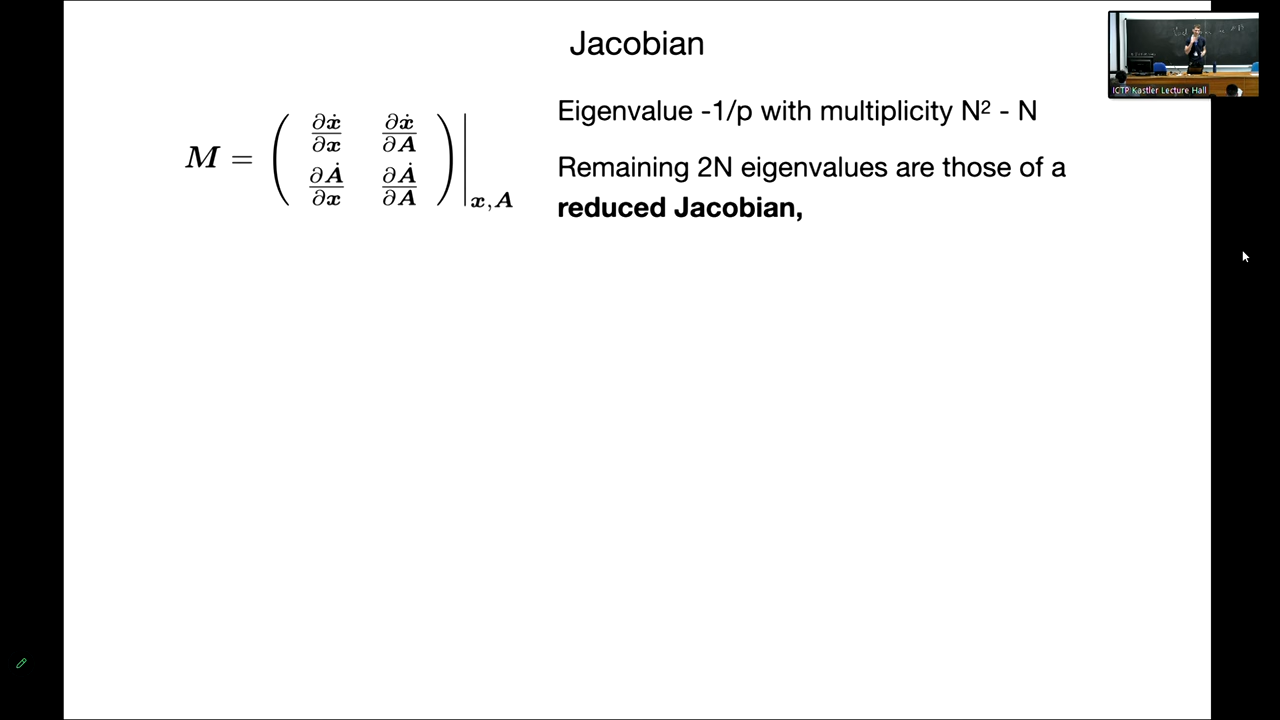 Jacobian
ICTP Kastler Lecture Hall
Eigenvalue -1/p with multiplicity N² - N
M = ( ∂ẋ/∂x ∂ẋ/∂A
∂Ȧ/∂x ∂Ȧ/∂A ) |x,A
Remaining 2N eigenvalues are those of a
reduced Jacobian,